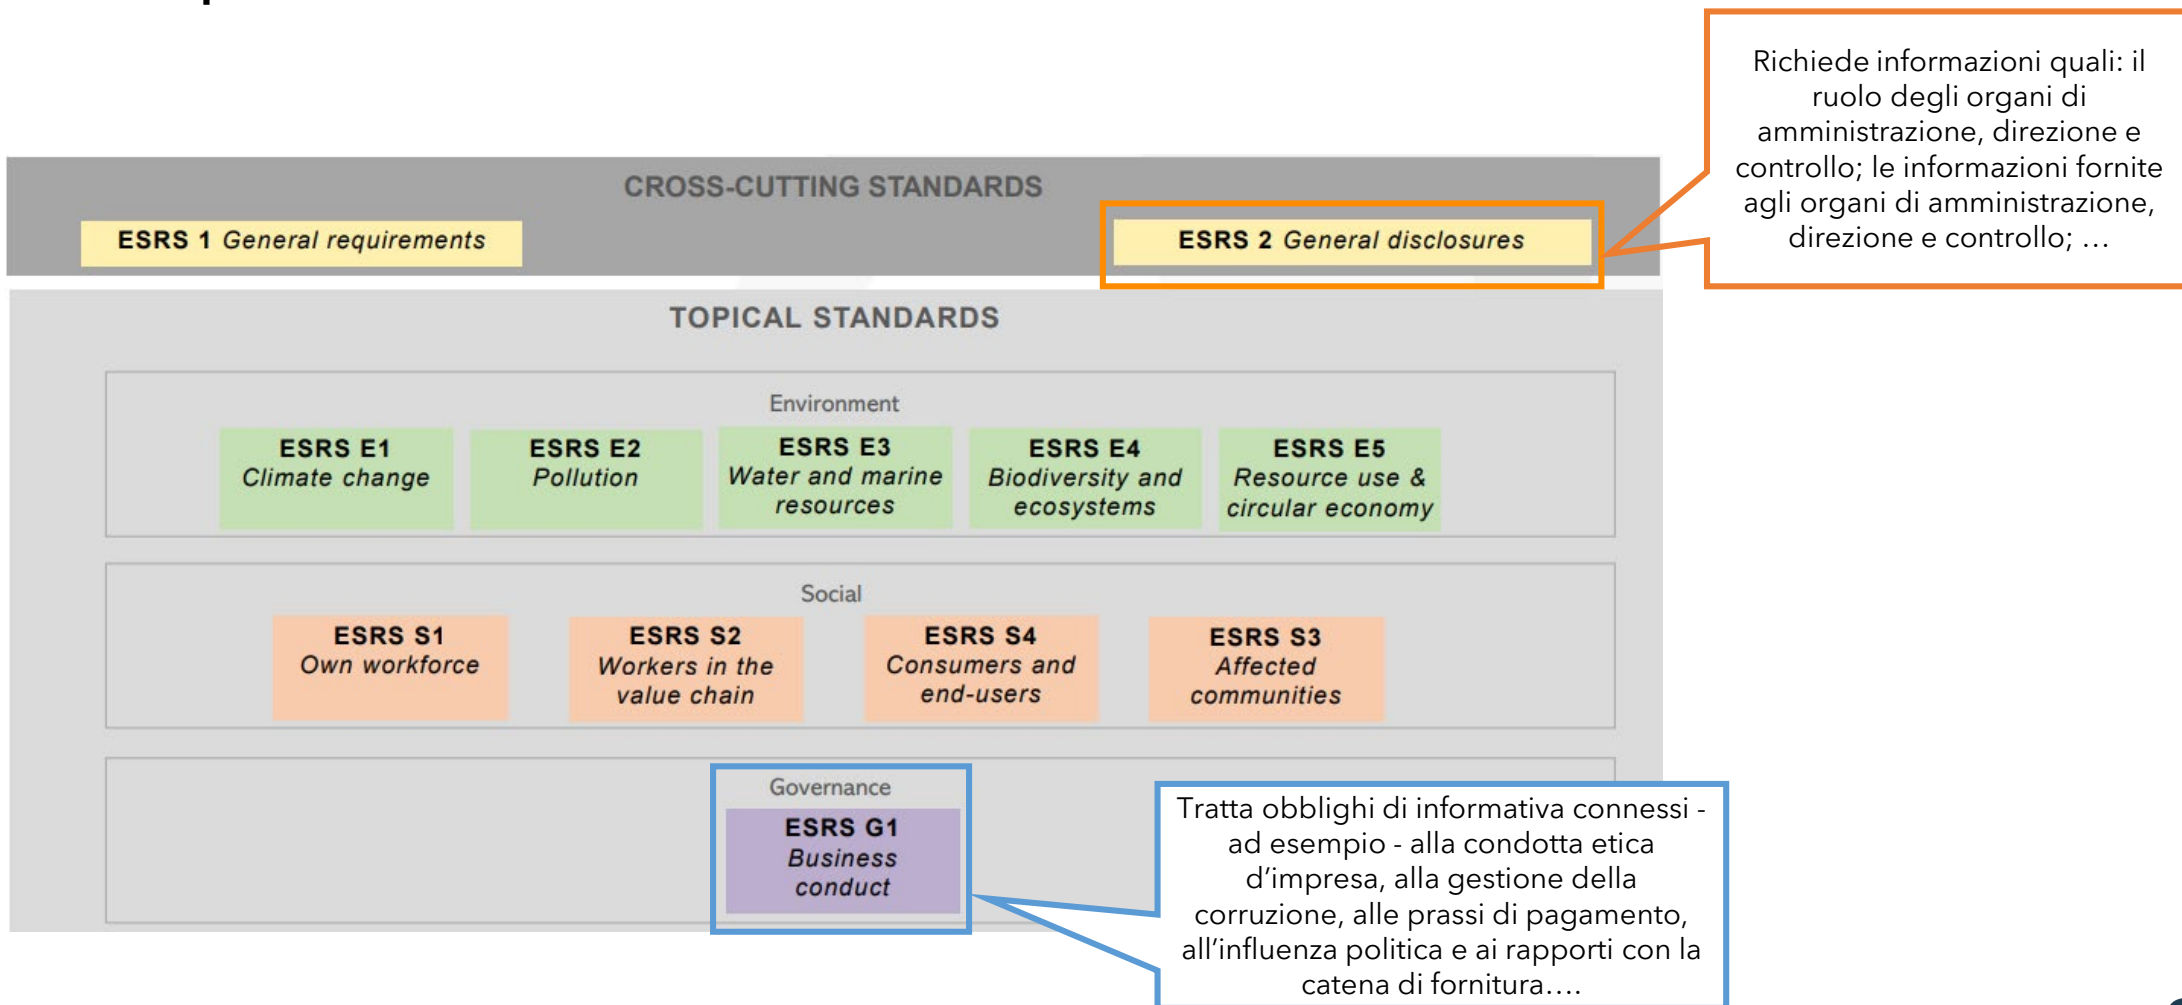 Richiede informazioni quali: il
ruolo degli organi di
amministrazione, direzione e
controllo; le informazioni fornite
agli organi di amministrazione,
direzione e controllo; …
CROSS-CUTTING STANDARDS
ESRS 1 General requirements
ESRS 2 General disclosures
TOPICAL STANDARDS
Environment
ESRS E1
Climate change
ESRS E2
Pollution
ESRS E3
Water and marine
resources
ESRS E4
Biodiversity and
ecosystems
ESRS E5
Resource use &
circular economy
Social
ESRS S1
Own workforce
ESRS S2
Workers in the
value chain
ESRS S4
Consumers and
end-users
ESRS S3
Affected
communities
Governance
ESRS G1
Business
conduct
Tratta obblighi di informativa connessi -
ad esempio - alla condotta etica
d’impresa, alla gestione della
corruzione, alle prassi di pagamento,
all’influenza politica e ai rapporti con la
catena di fornitura….